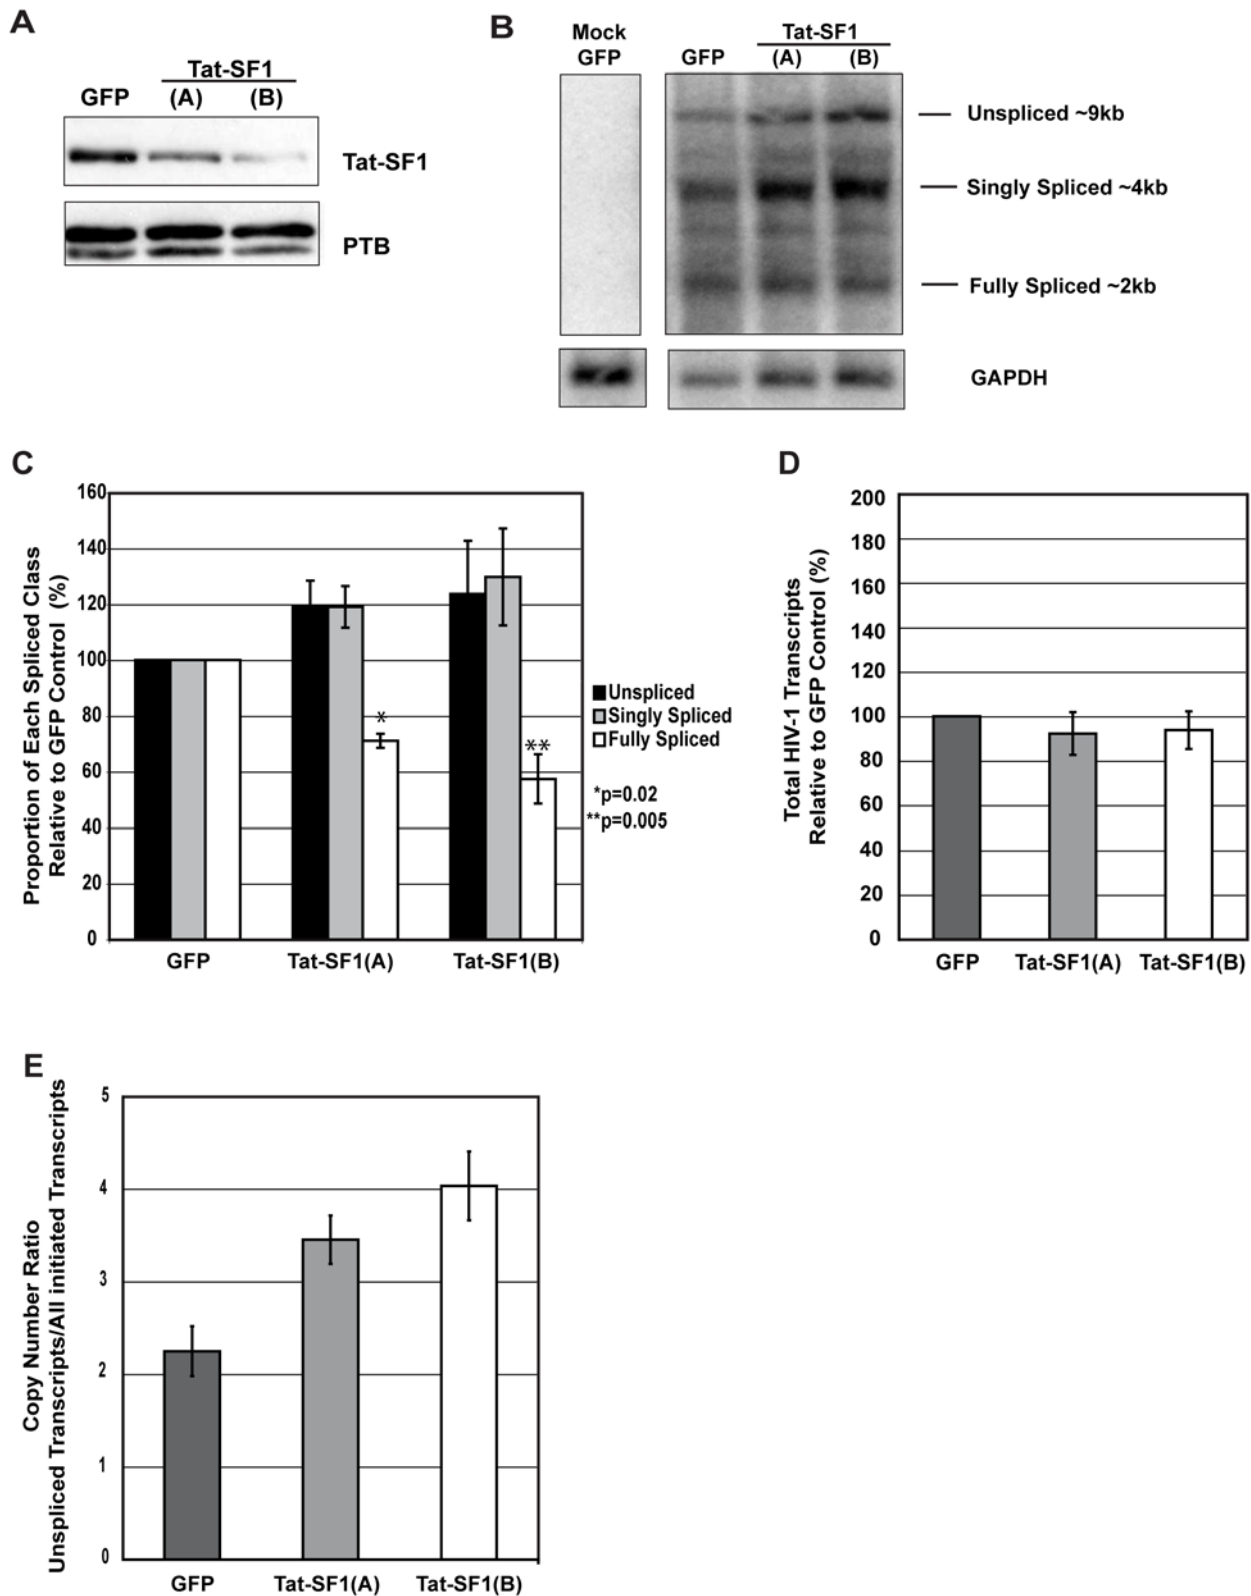 A
Tat-SF1
GFP (A) (B)
Tat-SF1
PTB
B
Mock
GFP
Tat-SF1
GFP (A) (B)
Unspliced ~9kb
Singly Spliced ~4kb
Fully Spliced ~2kb
GAPDH
C
Proportion of Each Spliced Class
Relative to GFP Control (%)
160
140
120
100
80
60
40
20
0
*
**
GFP Tat-SF1(A) Tat-SF1(B)
Unspliced
Singly Spliced
Fully Spliced
*p=0.02
**p=0.005
D
Total HIV-1 Transcripts
Relative to GFP Control (%)
200
180
160
140
120
100
80
60
40
20
0
GFP Tat-SF1(A) Tat-SF1(B)
E
Copy Number Ratio
Unspliced Transcripts/All initiated Transcripts
5
4
3
2
1
0
GFP Tat-SF1(A) Tat-SF1(B)